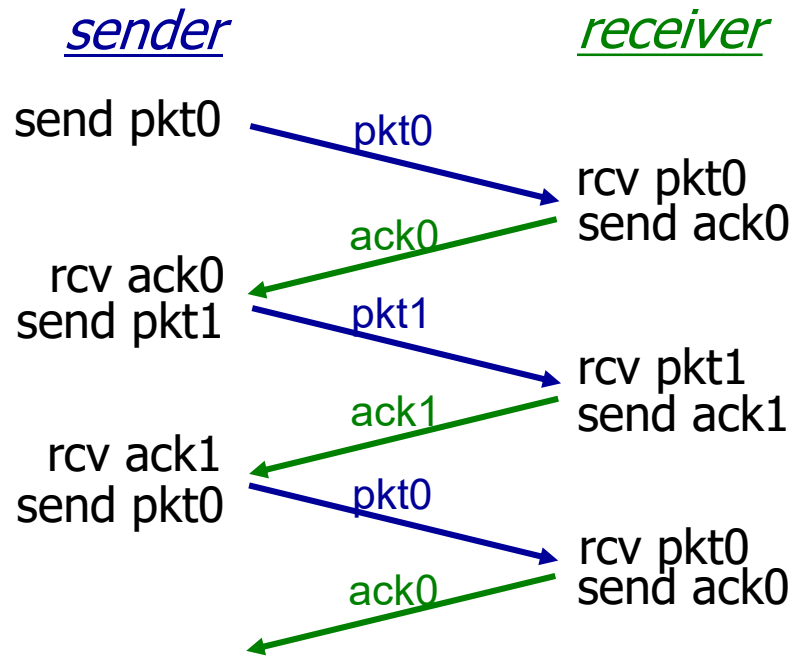 sender
receiver
send pkt0
pkt0
rcv pkt0
send ack0
ack0
rcv ack0
send pkt1
pkt1
rcv pkt1
send ack1
ack1
rcv ack1
send pkt0
pkt0
rcv pkt0
send ack0
ack0